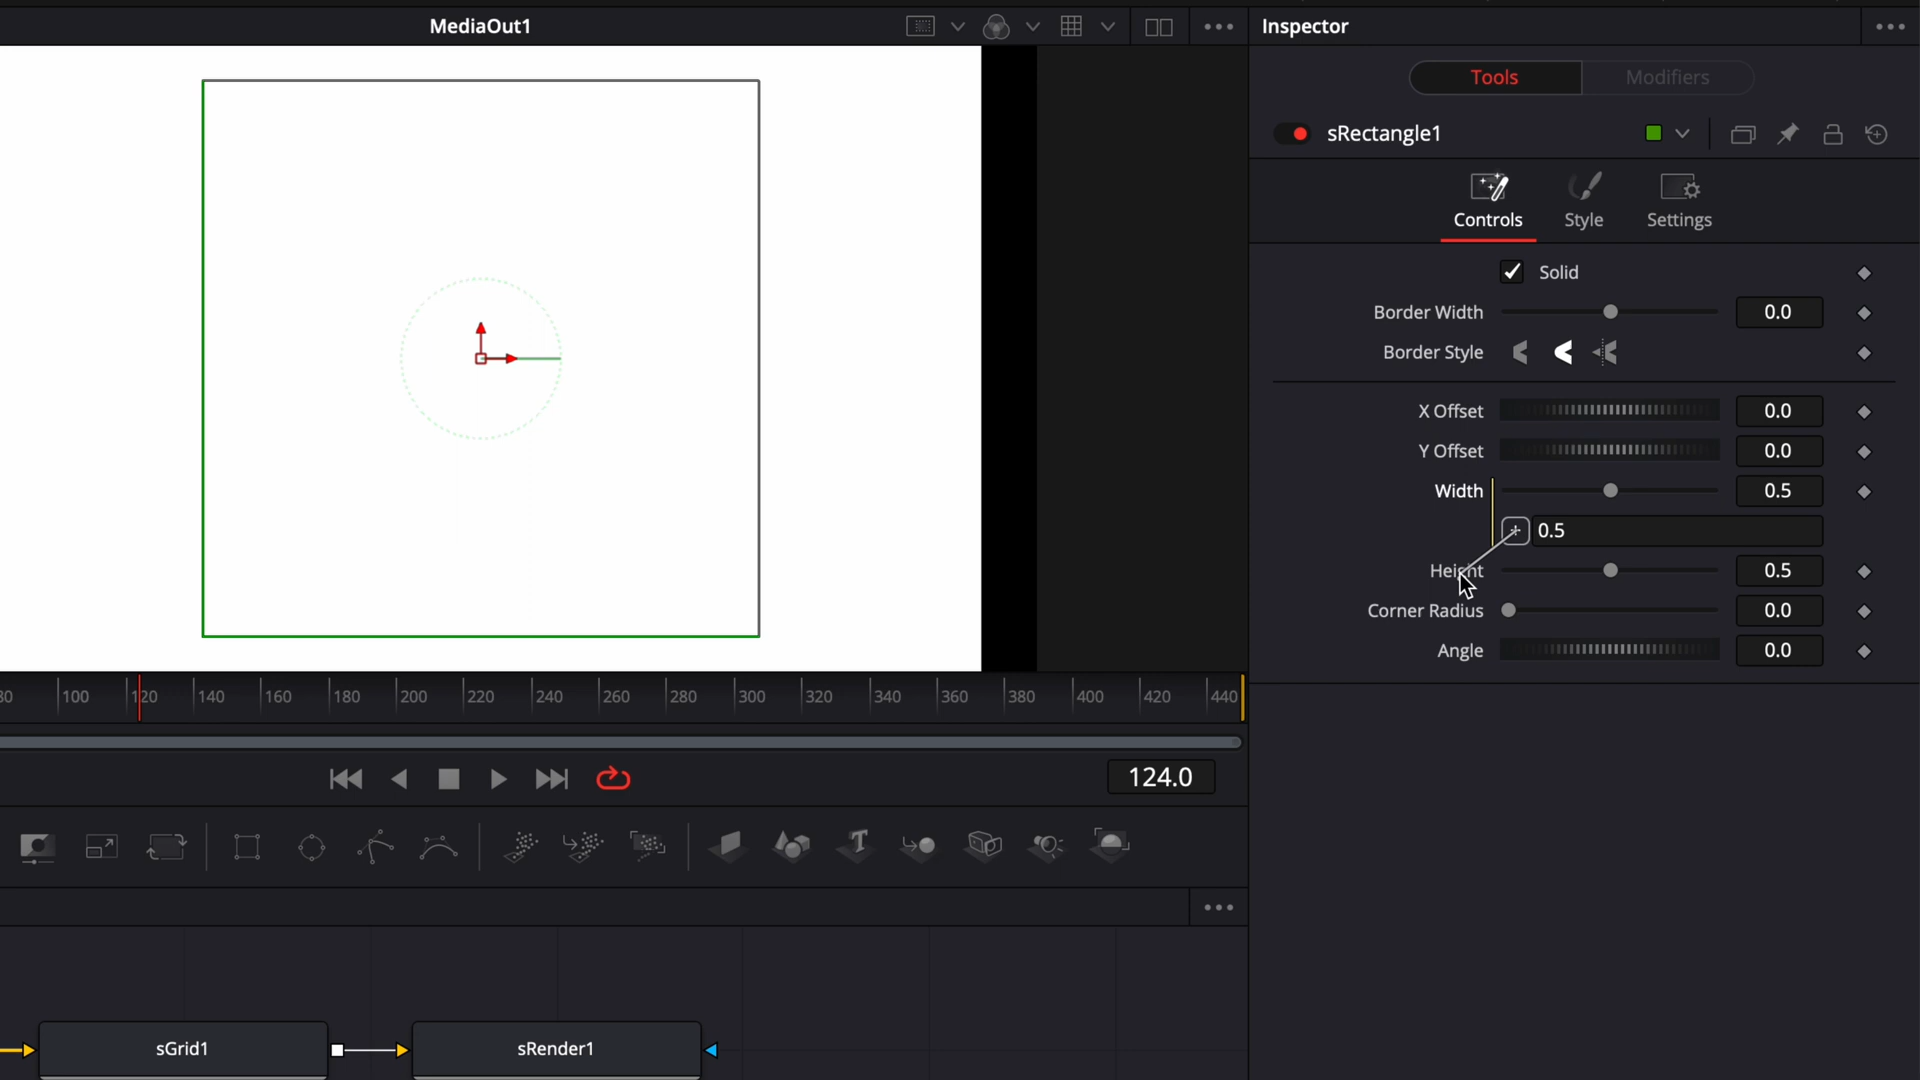 MediaOut1
Inspector
Tools
Modifiers
sRectangle1
Controls
Style
Settings
Solid
Border Width
0.0
Border Style
X Offset
0.0
Y Offset
0.0
Width
0.5
0.5
Height
0.5
Corner Radius
0.0
Angle
0.0
80 100 120 140 160 180 200 220 240 260 280 300 320 340 360 380 400 420 440
124.0
sGrid1
sRender1